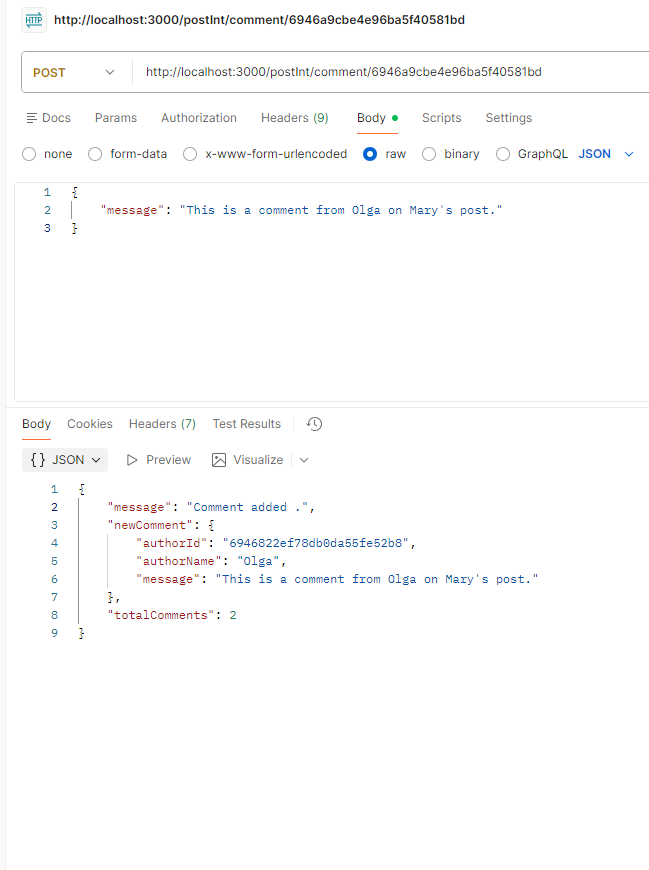 HTTP http://localhost:3000/postInt/comment/6946a9cbe4e96ba5f40581bd
POST http://localhost:3000/postInt/comment/6946a9cbe4e96ba5f40581bd
Docs Params Authorization Headers (9) Body Scripts Settings
none form-data x-www-form-urlencoded raw binary GraphQL JSON
1 {
2 "message": "This is a comment from Olga on Mary's post."
3 }
Body Cookies Headers (7) Test Results
{} JSON Preview Visualize
1 {
2 "message": "Comment added .",
3 "newComment": {
4 "authorId": "6946822ef78db0da55fe52b8",
5 "authorName": "Olga",
6 "message": "This is a comment from Olga on Mary's post."
7 },
8 "totalComments": 2
9 }